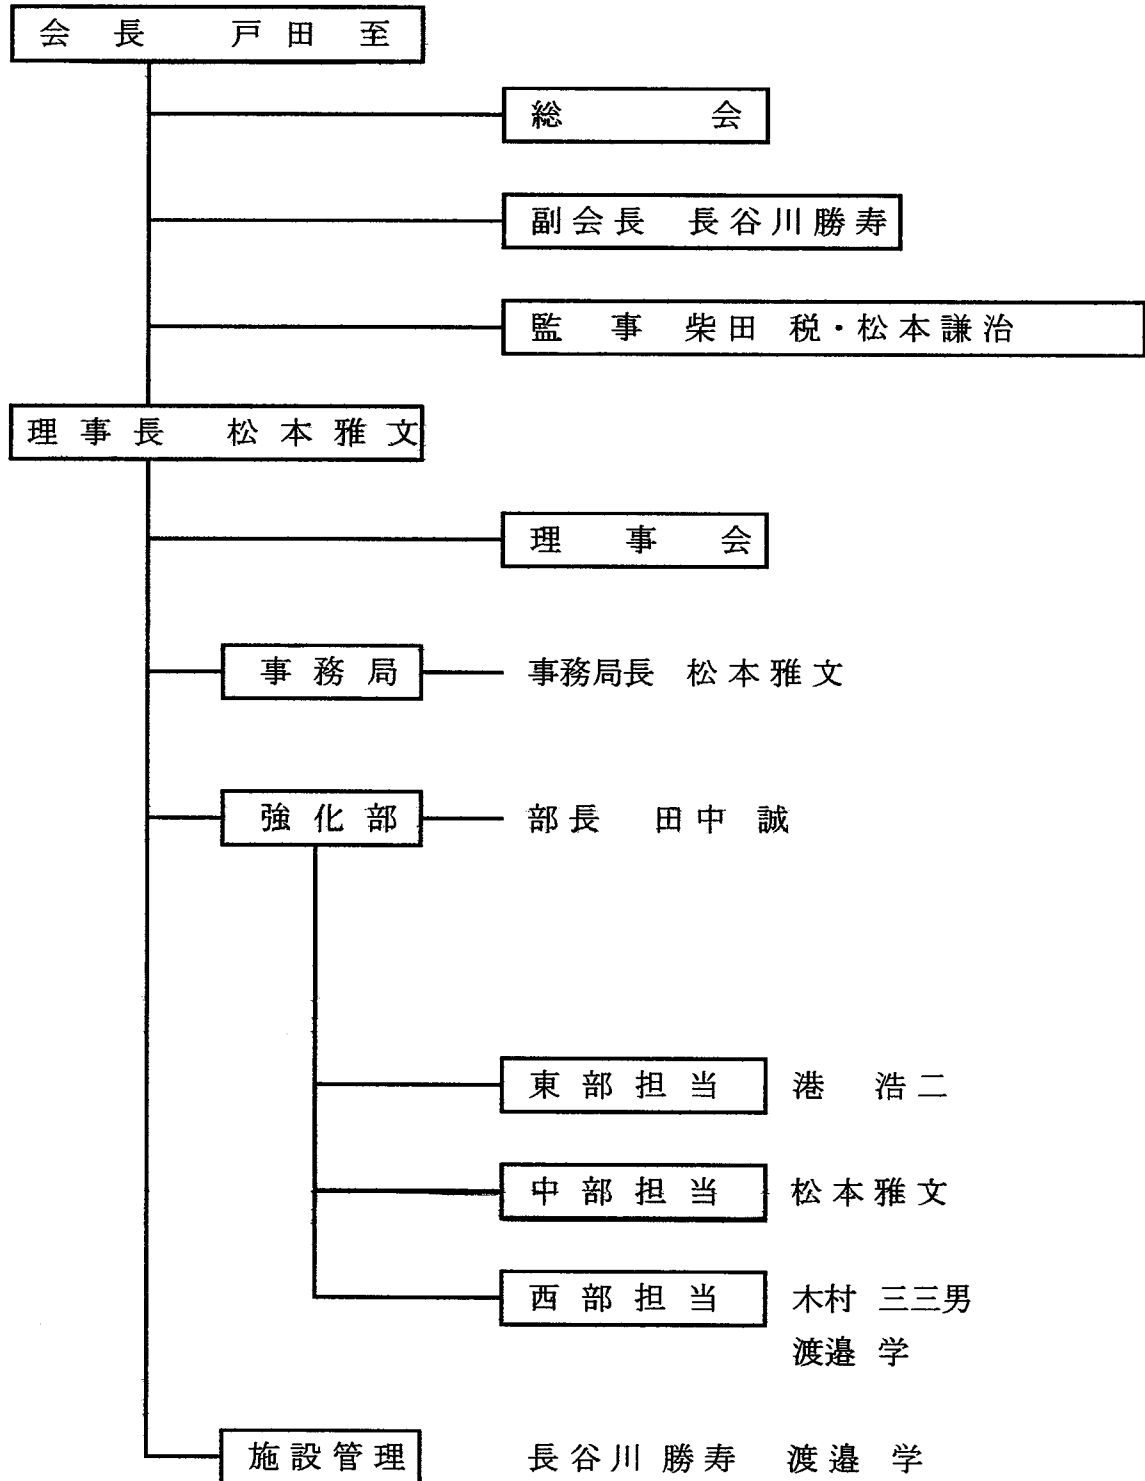 会長　戸田至
総会
副会長　長谷川勝寿
監事　柴田　税・松本謙治
理事長　松本雅文
理事会
事務局　事務局長　松本雅文
強化部　部長　田中　誠
東部担当　港　浩二
中部担当　松本雅文
西部担当　木村　三三男
渡邉　学
施設管理　長谷川　勝寿　渡邉　学